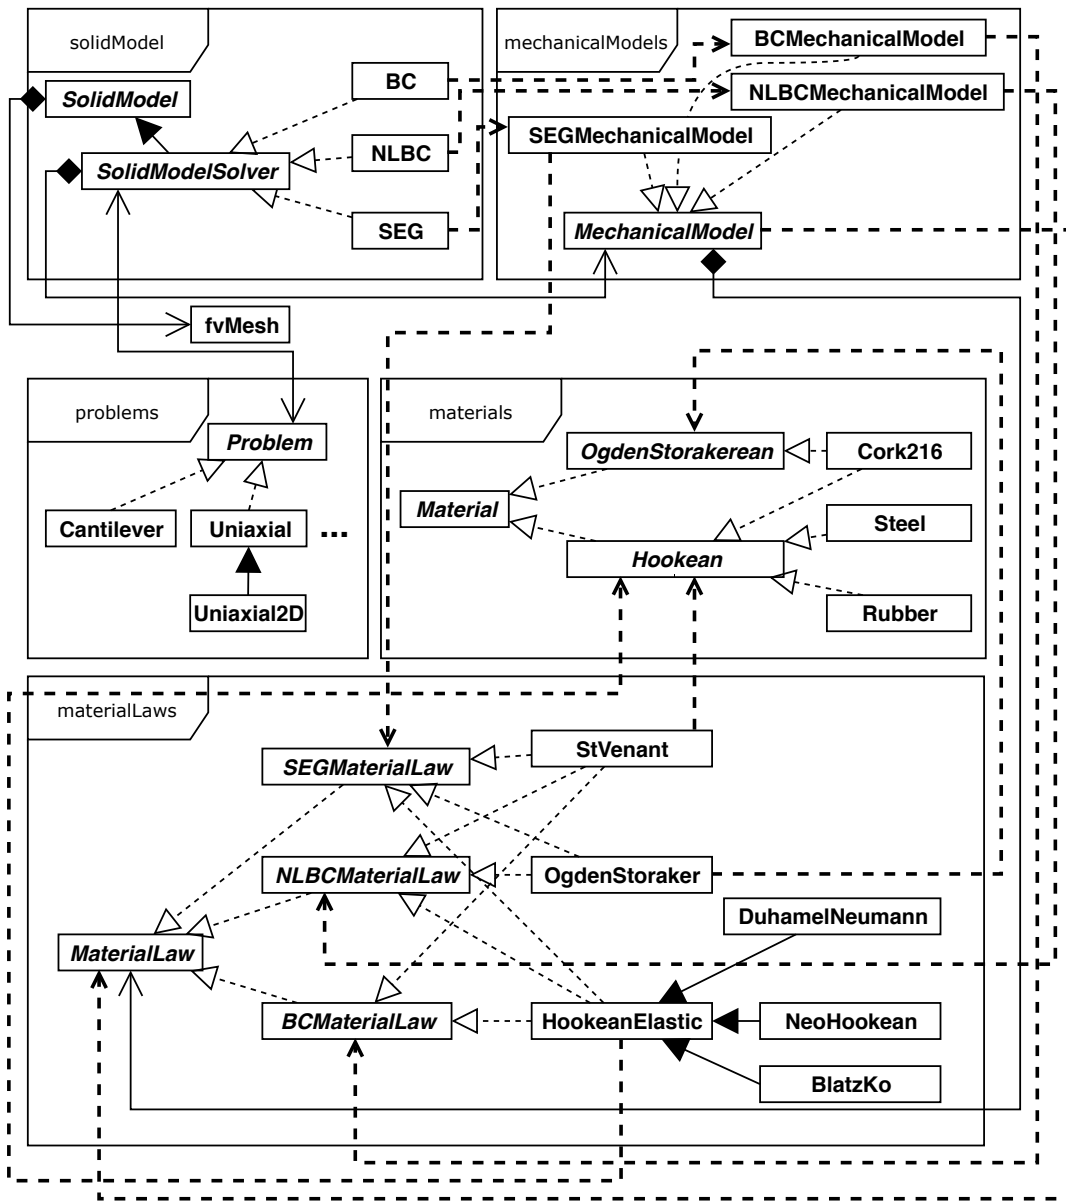 solidModel
mechanicalModels
BCMechanicalModel
BC
SolidModel
NLBCMechanicalModel
SEGMechanicalModel
NLBC
SolidModelSolver
SEG
MechanicalModel
fvMesh
problems
materials
Problem
OgdenStorakerean
Cork216
Material
Cantilever
Uniaxial
...
Steel
Hookean
Uniaxial2D
Rubber
materialLaws
StVenant
SEGMaterialLaw
NLBCMaterialLaw
OgdenStoraker
DuhamelNeumann
MaterialLaw
BCMaterialLaw
HookeanElastic
NeoHookean
BlatzKo